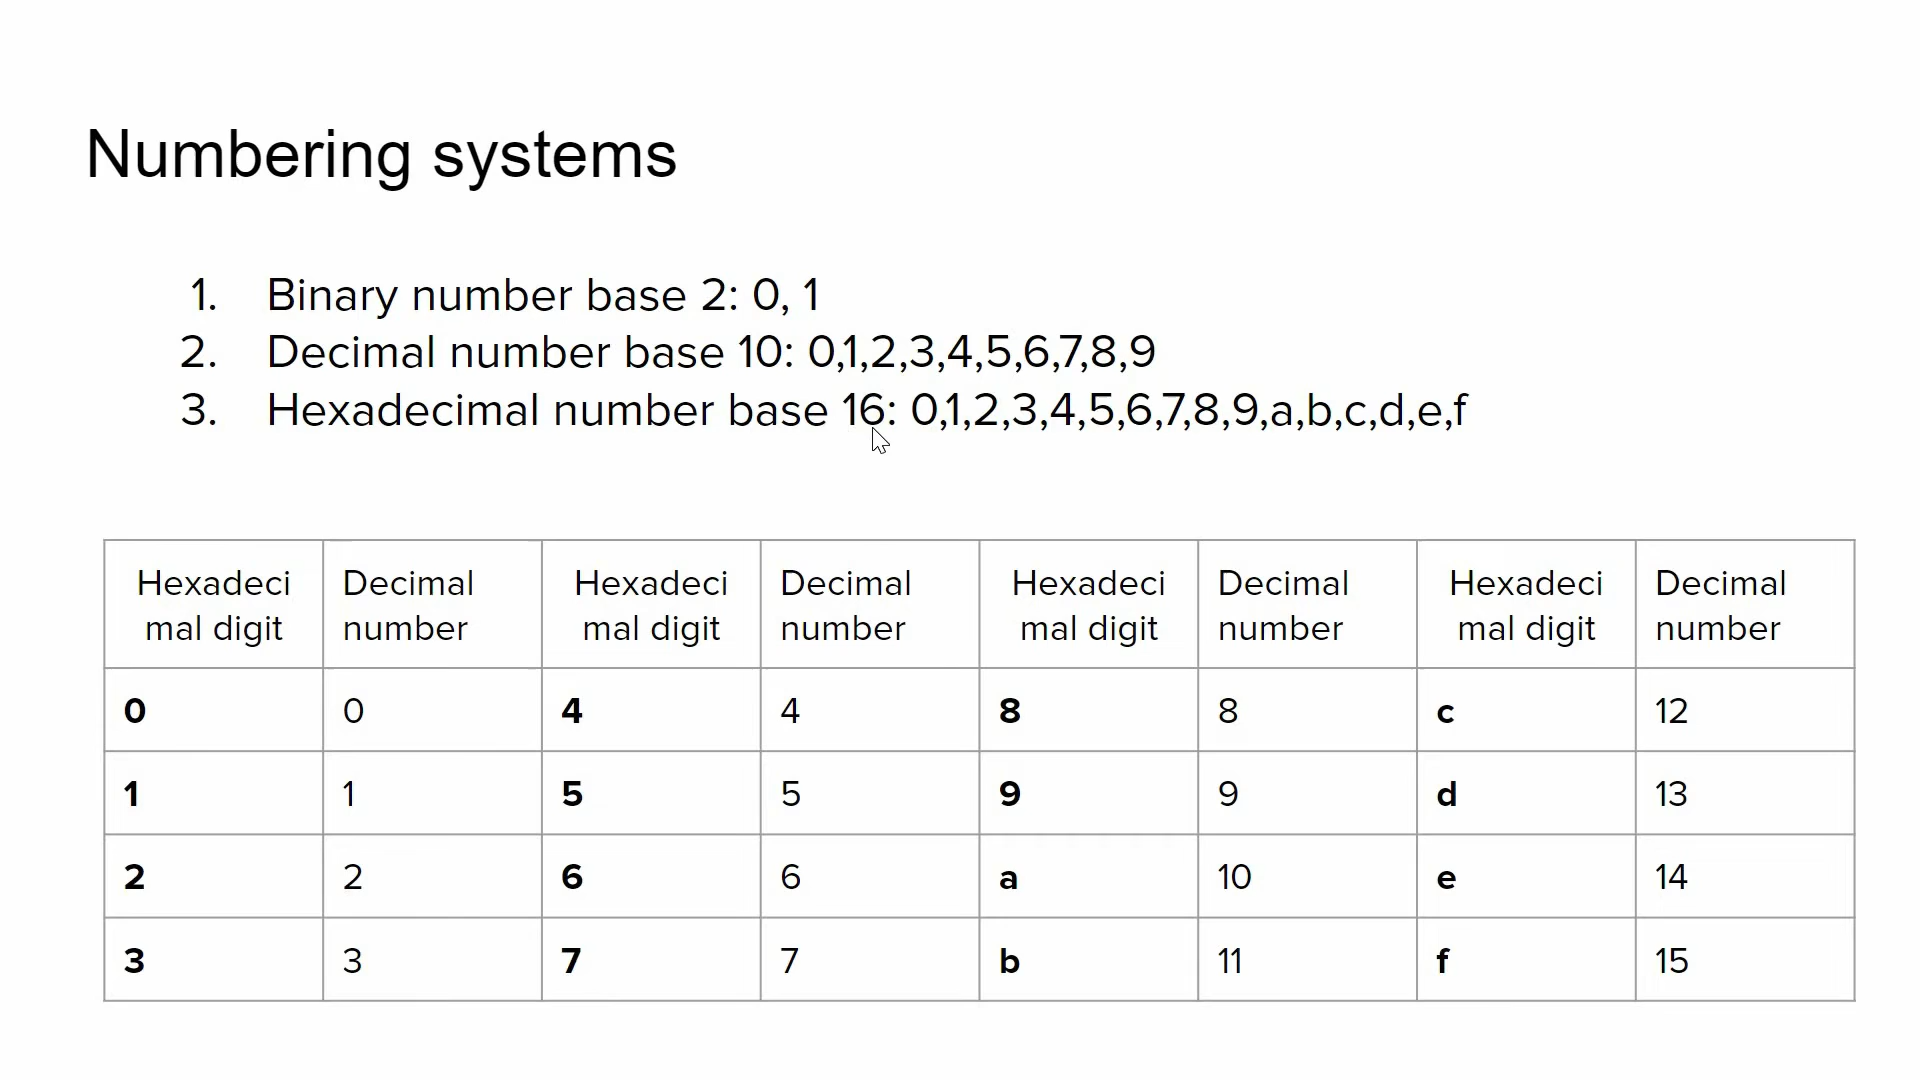 Numbering systems
1. Binary number base 2: 0, 1
2. Decimal number base 10: 0,1,2,3,4,5,6,7,8,9
3. Hexadecimal number base 16: 0,1,2,3,4,5,6,7,8,9,a,b,c,d,e,f
Hexadeci Decimal Hexadeci Decimal Hexadeci Decimal Hexadeci Decimal
mal digit number mal digit number mal digit number mal digit number
0 0 4 4 8 8 c 12
1 1 5 5 9 9 d 13
2 2 6 6 a 10 e 14
3 3 7 7 b 11 f 15